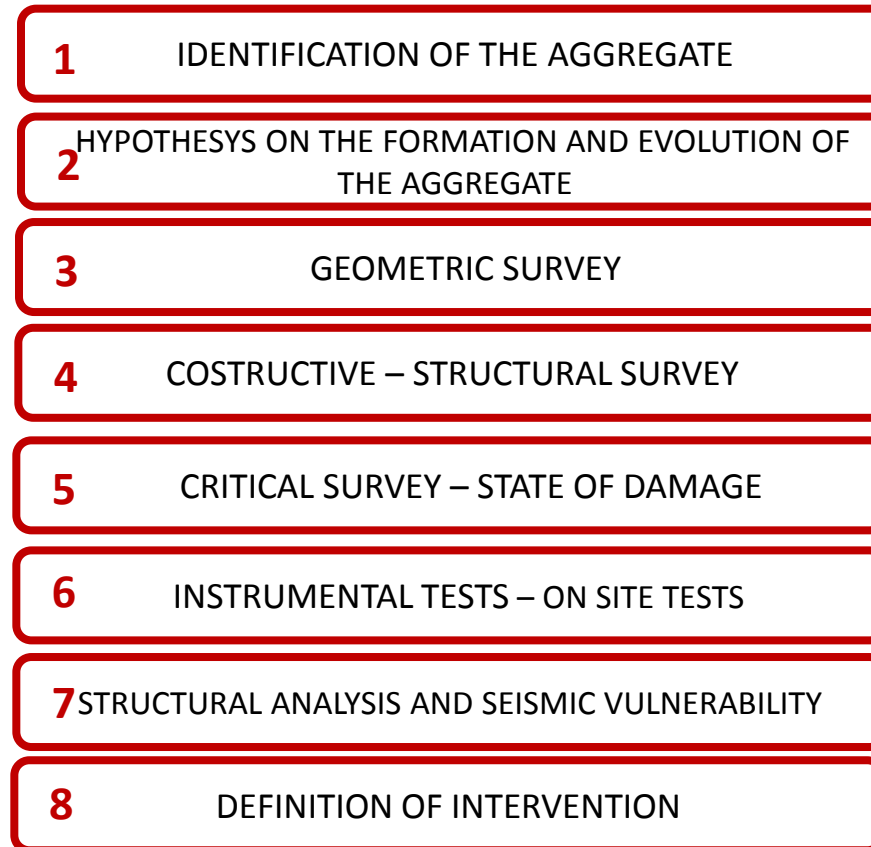 1 IDENTIFICATION OF THE AGGREGATE
2 HYPOTHESYS ON THE FORMATION AND EVOLUTION OF
THE AGGREGATE
3 GEOMETRIC SURVEY
4 COSTRUCTIVE – STRUCTURAL SURVEY
5 CRITICAL SURVEY – STATE OF DAMAGE
6 INSTRUMENTAL TESTS – ON SITE TESTS
7 STRUCTURAL ANALYSIS AND SEISMIC VULNERABILITY
8 DEFINITION OF INTERVENTION